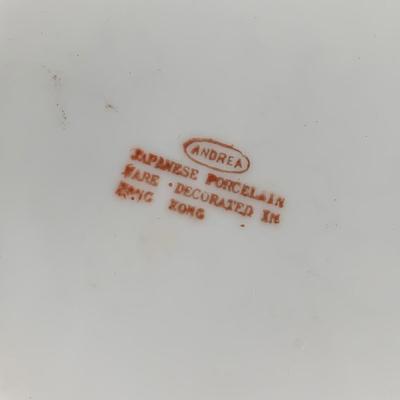 ANDREA
JAPANESE PORCELAIN
WARE . DECORATED IN
HONG KONG